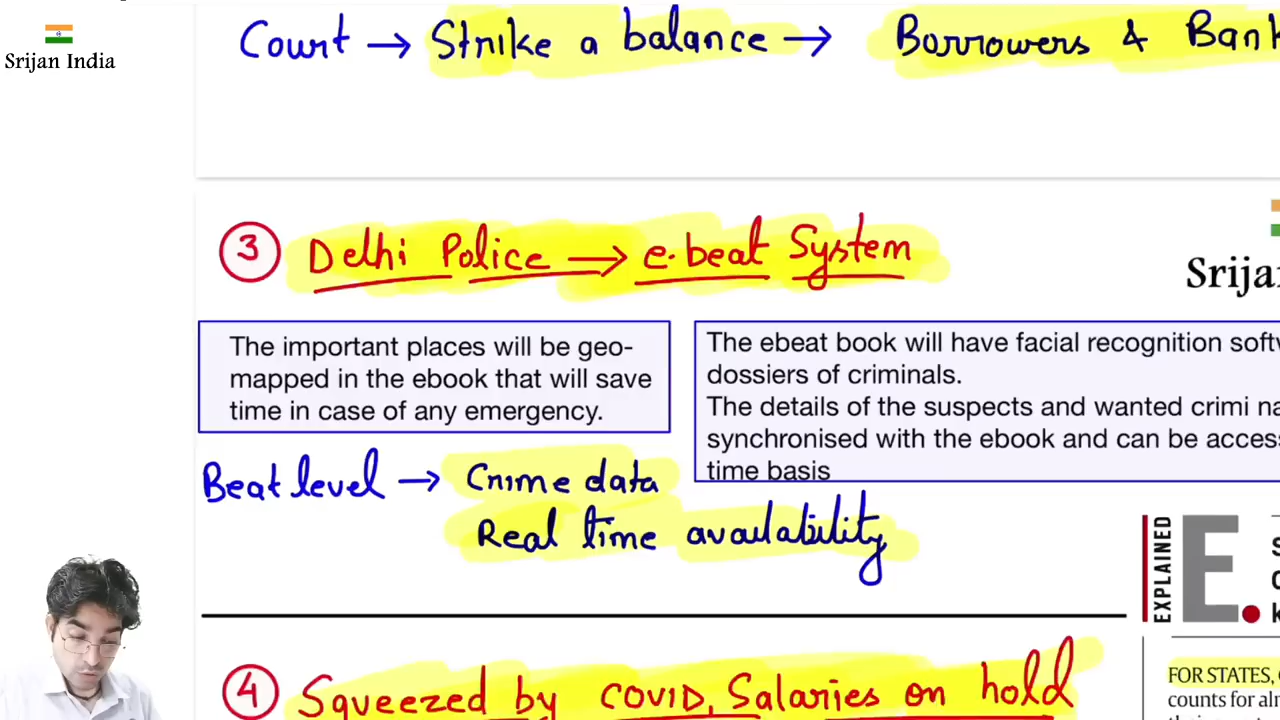 Srijan India
Court → Strike a balance → Borrowers & Bank
3 Delhi Police → e-beat System
Srija
The important places will be geo-
mapped in the ebook that will save
time in case of any emergency.
The ebeat book will have facial recognition
dossiers of criminals.
The details of the suspects and wanted crimi
synchronised with the ebook and can be
time basis
Beat level → Crime data
Real time availability
EXPLAINED
E.
4 Squeezed by COVID, Salaries on hold
FOR STATES,
counts for